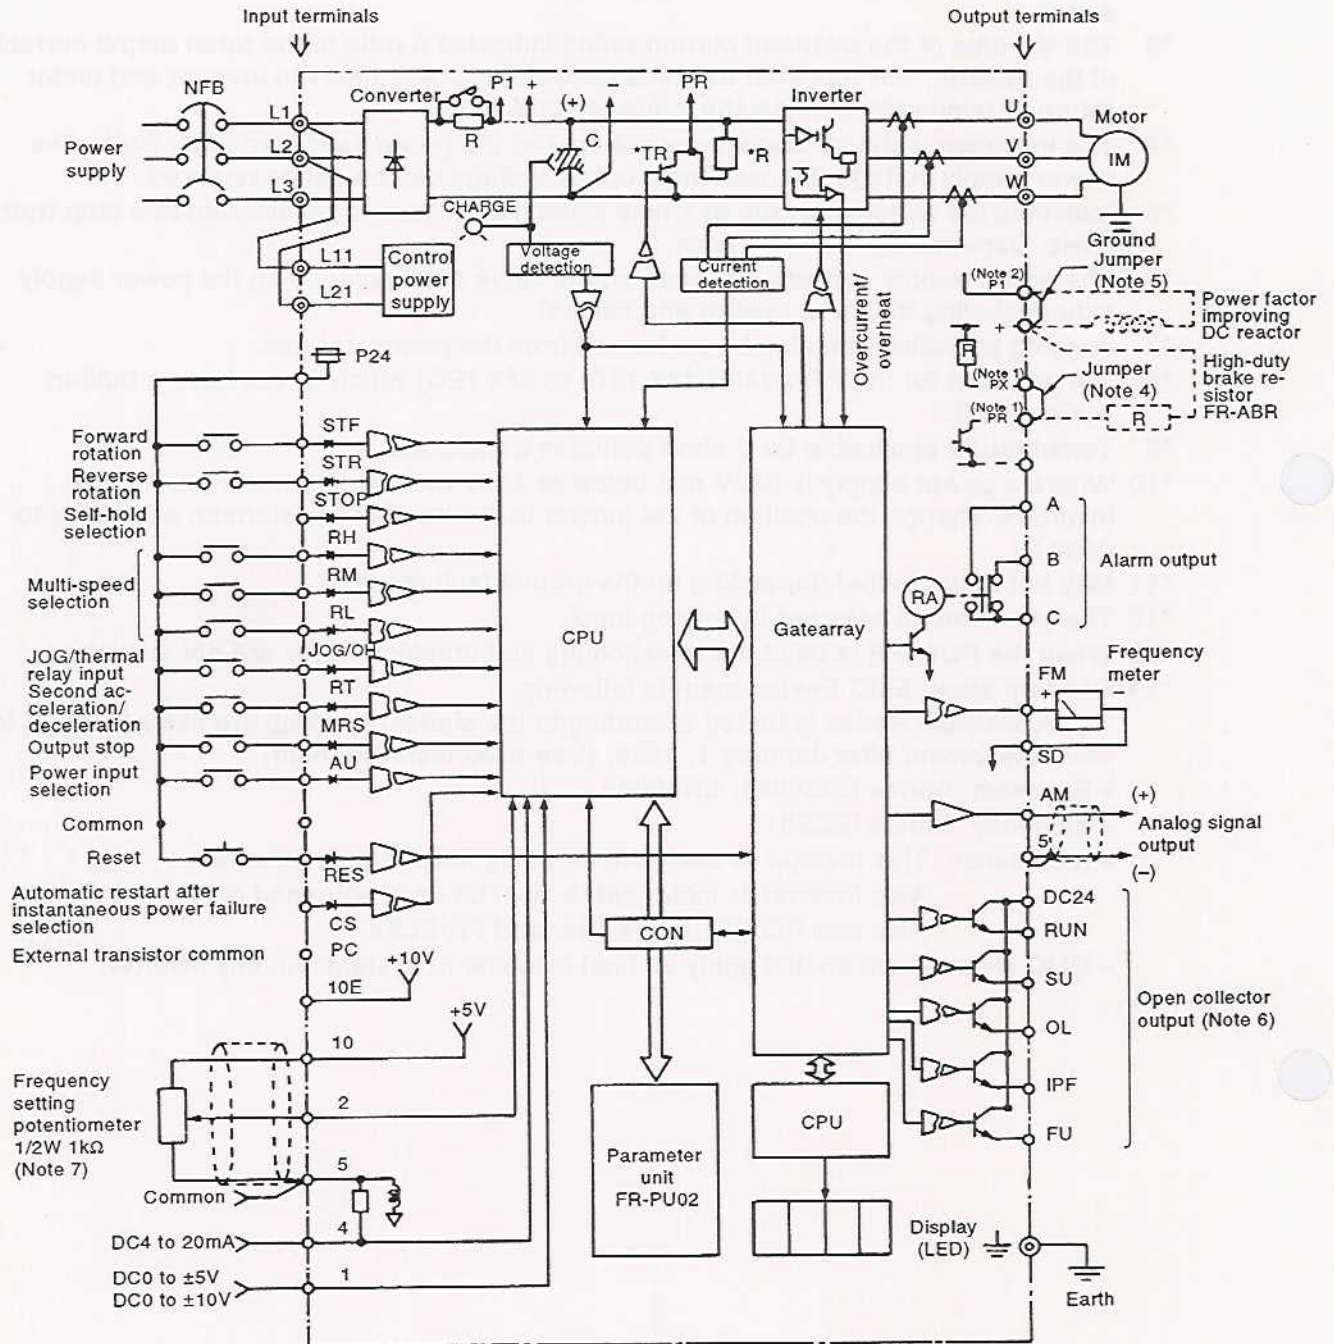 Input terminals
Output terminals
NFB
Power
supply
L1
L2
L3
L11
L21
Converter
R
P1
+
(+)
−
C
PR
*TR
*R
Inverter
U
W
Motor
IM
CHARGE
Control
power
supply
Voltage
detection
Current
detection
Overcurrent/
overheat
Ground
Jumper
(Note 5)
(Note 2)
P1
+
Power factor
improving
DC reactor
R
(Note 1)
PX
Jumper
(Note 4)
(Note 1)
PR
R
High-duty
brake re-
sistor
FR-ABR
P24
Forward
rotation
STF
Reverse
rotation
STR
Self-hold
selection
STOP
Multi-speed
selection
RH
RM
RL
JOG/thermal
relay input
JOG/OH
Second ac-
celeration/
deceleration
RT
Output stop
MRS
Power input
selection
AU
Common
Reset
RES
Automatic restart after
instantaneous power failure
selection
CS
External transistor common
PC
+10V
10E
+5V
10
Frequency
setting
potentiometer
1/2W 1kΩ
(Note 7)
2
5
Common
4
DC4 to 20mA
DC0 to ±5V
DC0 to ±10V
1
CPU
Gatearray
CON
Parameter
unit
FR-PU02
CPU
Display
(LED)
A
B
C
Alarm output
RA
Frequency
meter
FM
+
−
SD
AM
(+)
Analog signal
output
5
(−)
DC24
RUN
SU
OL
IPF
FU
Open collector
output (Note 6)
Earth